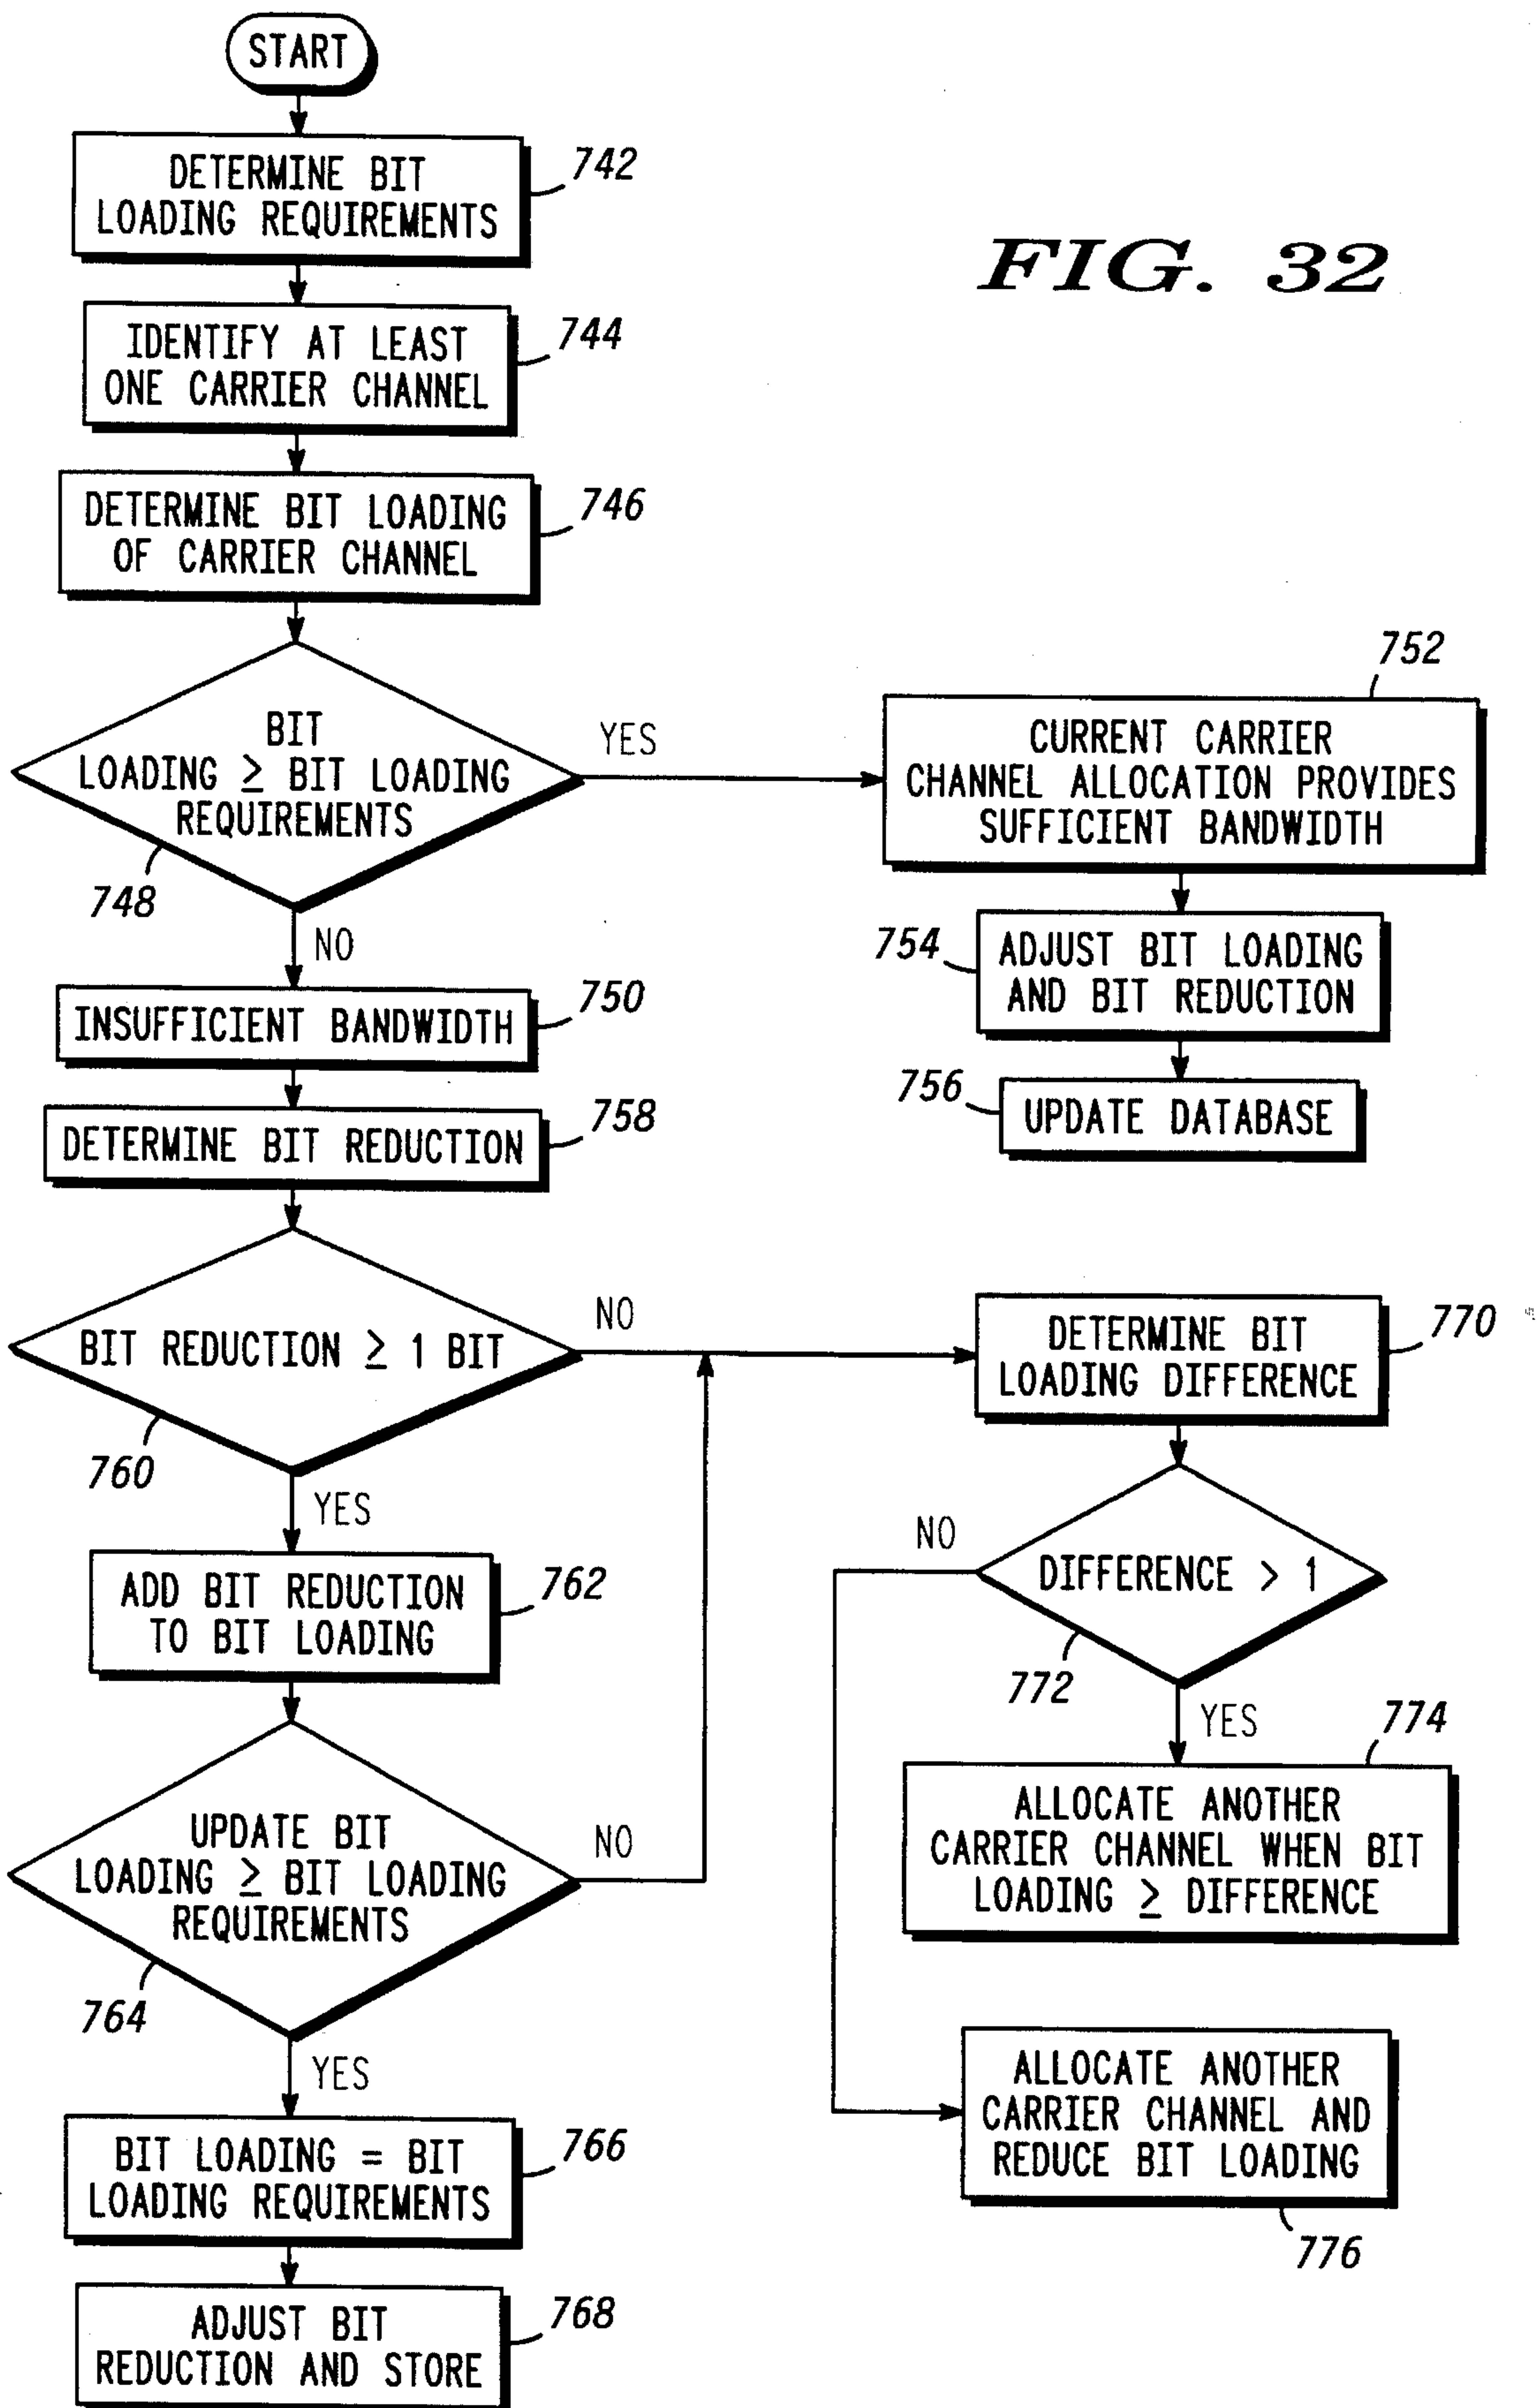 START
DETERMINE BIT
LOADING REQUIREMENTS
742
FIG. 32
IDENTIFY AT LEAST
ONE CARRIER CHANNEL
744
DETERMINE BIT LOADING
OF CARRIER CHANNEL
746
BIT
LOADING ≥ BIT LOADING
REQUIREMENTS
748
YES
752
CURRENT CARRIER
CHANNEL ALLOCATION PROVIDES
SUFFICIENT BANDWIDTH
754
ADJUST BIT LOADING
AND BIT REDUCTION
756
UPDATE DATABASE
NO
INSUFFICIENT BANDWIDTH
750
DETERMINE BIT REDUCTION
758
BIT REDUCTION ≥ 1 BIT
760
NO
YES
ADD BIT REDUCTION
TO BIT LOADING
762
UPDATE BIT
LOADING ≥ BIT LOADING
REQUIREMENTS
764
NO
YES
BIT LOADING = BIT
LOADING REQUIREMENTS
766
ADJUST BIT
REDUCTION AND STORE
768
DETERMINE BIT
LOADING DIFFERENCE
770
DIFFERENCE > 1
772
NO
YES
774
ALLOCATE ANOTHER
CARRIER CHANNEL WHEN BIT
LOADING ≥ DIFFERENCE
ALLOCATE ANOTHER
CARRIER CHANNEL AND
REDUCE BIT LOADING
776